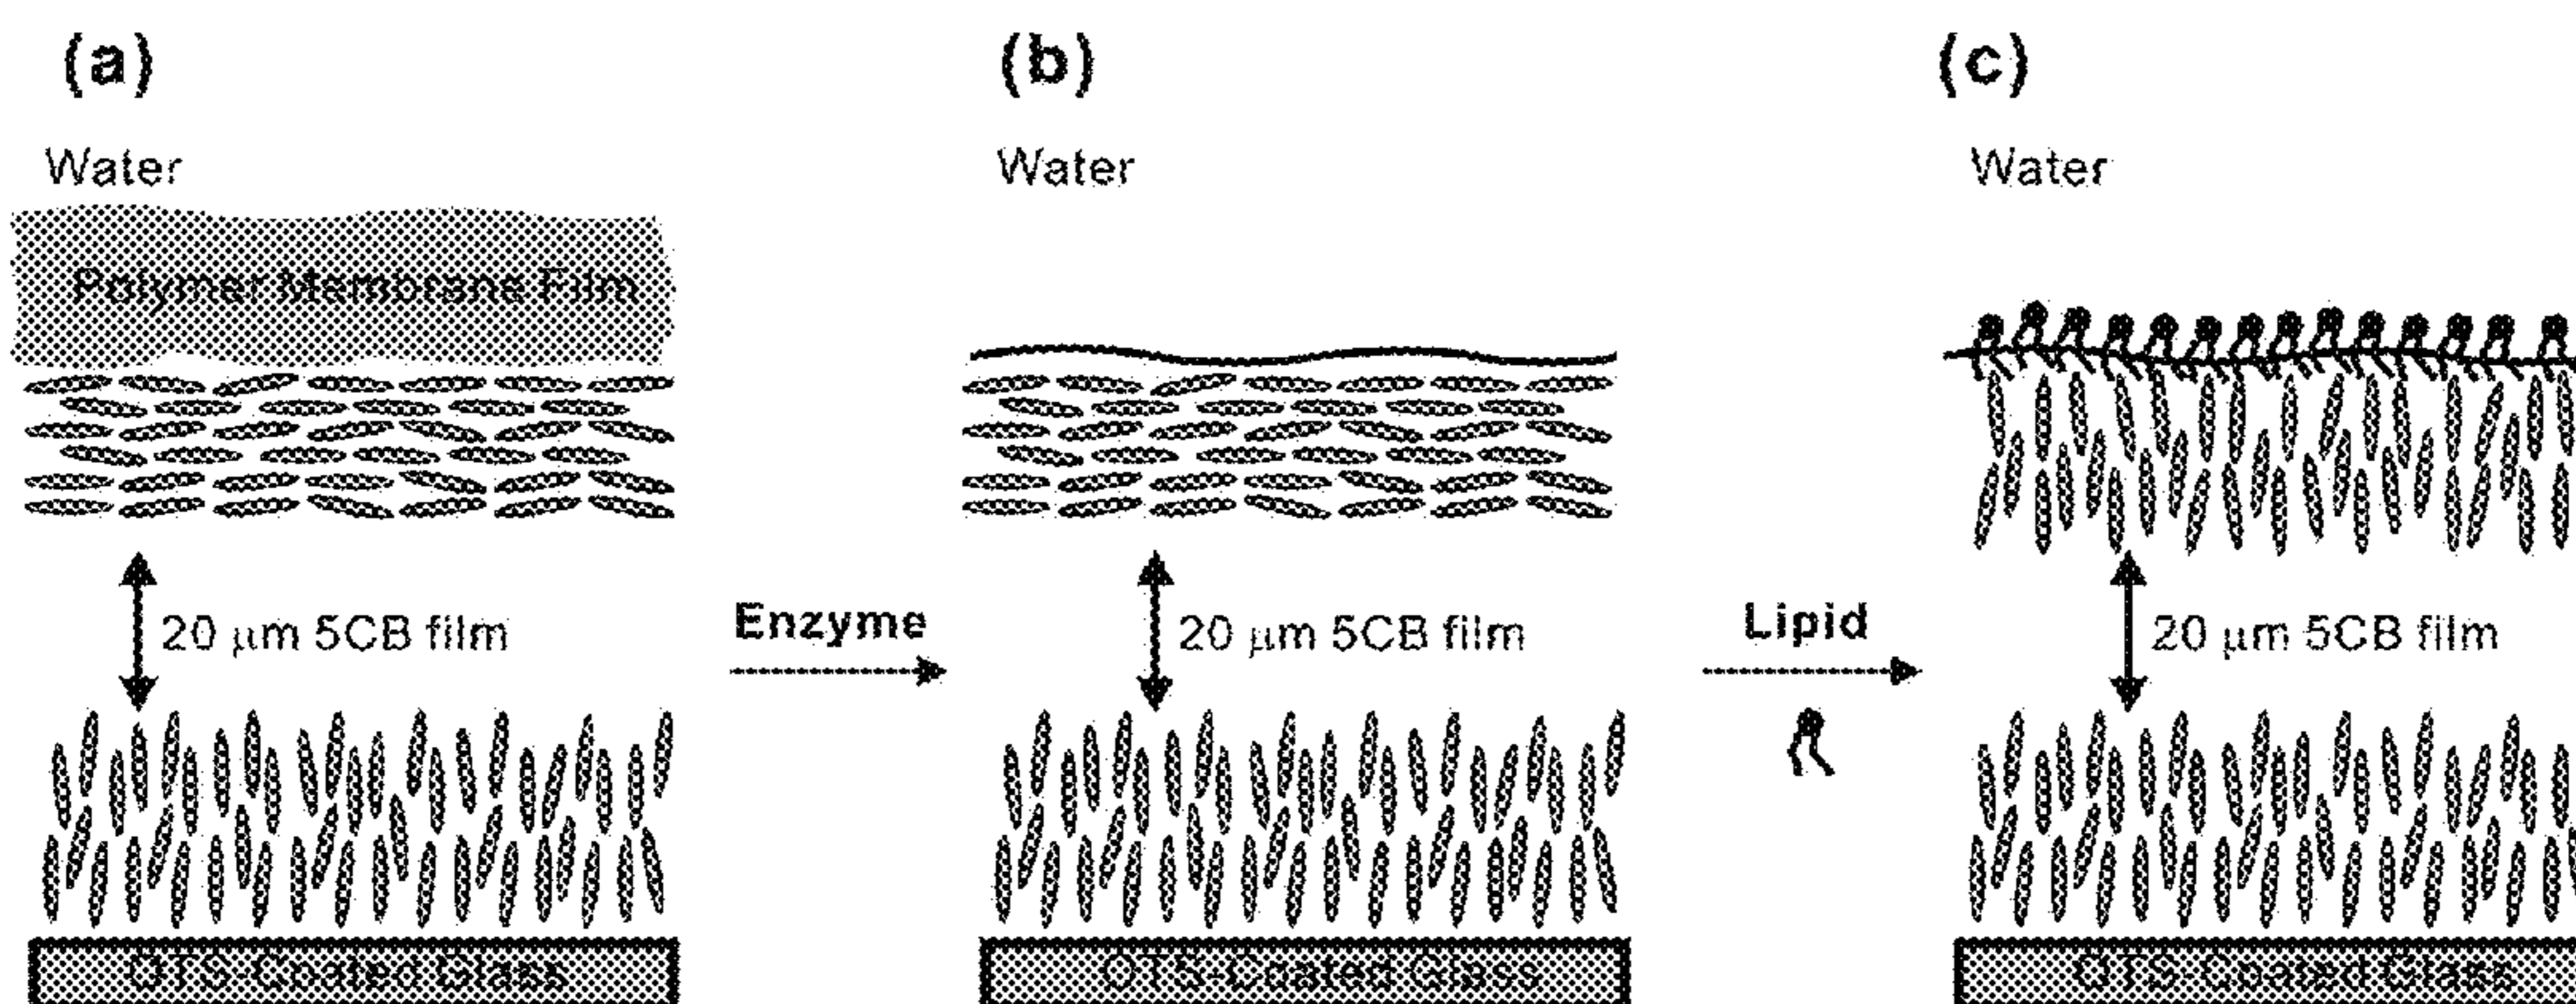 (a)
Water
Polymer Membrane Film
20 μm 5CB film
OTS-Coated Glass
Enzyme
(b)
Water
20 μm 5CB film
OTS-Coated Glass
Lipid
(c)
Water
20 μm 5CB film
OTS-Coated Glass